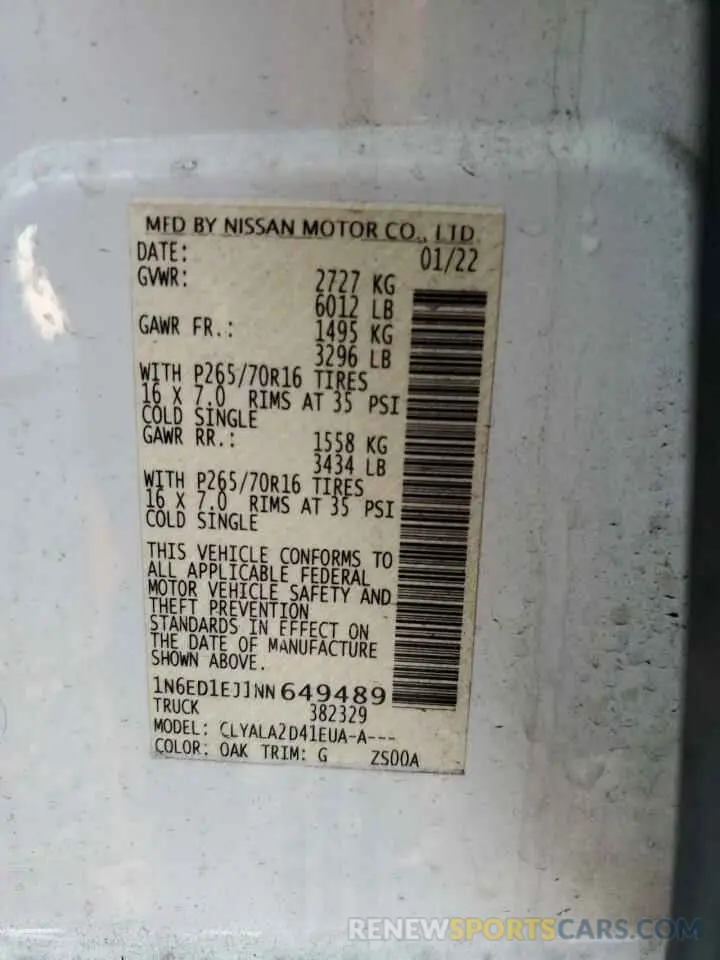 MFD BY NISSAN MOTOR CO., LTD.
DATE: 01/22
GVWR: 2727 KG
6012 LB
GAWR FR.: 1495 KG
3296 LB
WITH P265/70R16 TIRES
16 X 7.0 RIMS AT 35 PSI
COLD SINGLE
GAWR RR.: 1558 KG
3434 LB
WITH P265/70R16 TIRES
16 X 7.0 RIMS AT 35 PSI
COLD SINGLE
THIS VEHICLE CONFORMS TO
ALL APPLICABLE FEDERAL
MOTOR VEHICLE SAFETY AND
THEFT PREVENTION
STANDARDS IN EFFECT ON
THE DATE OF MANUFACTURE
SHOWN ABOVE.
1N6ED1EJ1NN649489
TRUCK 382329
MODEL: CLYALA2D41EUA-A---
COLOR: QAK TRIM: G ZS00A
RENEWSPORTSCARS.COM